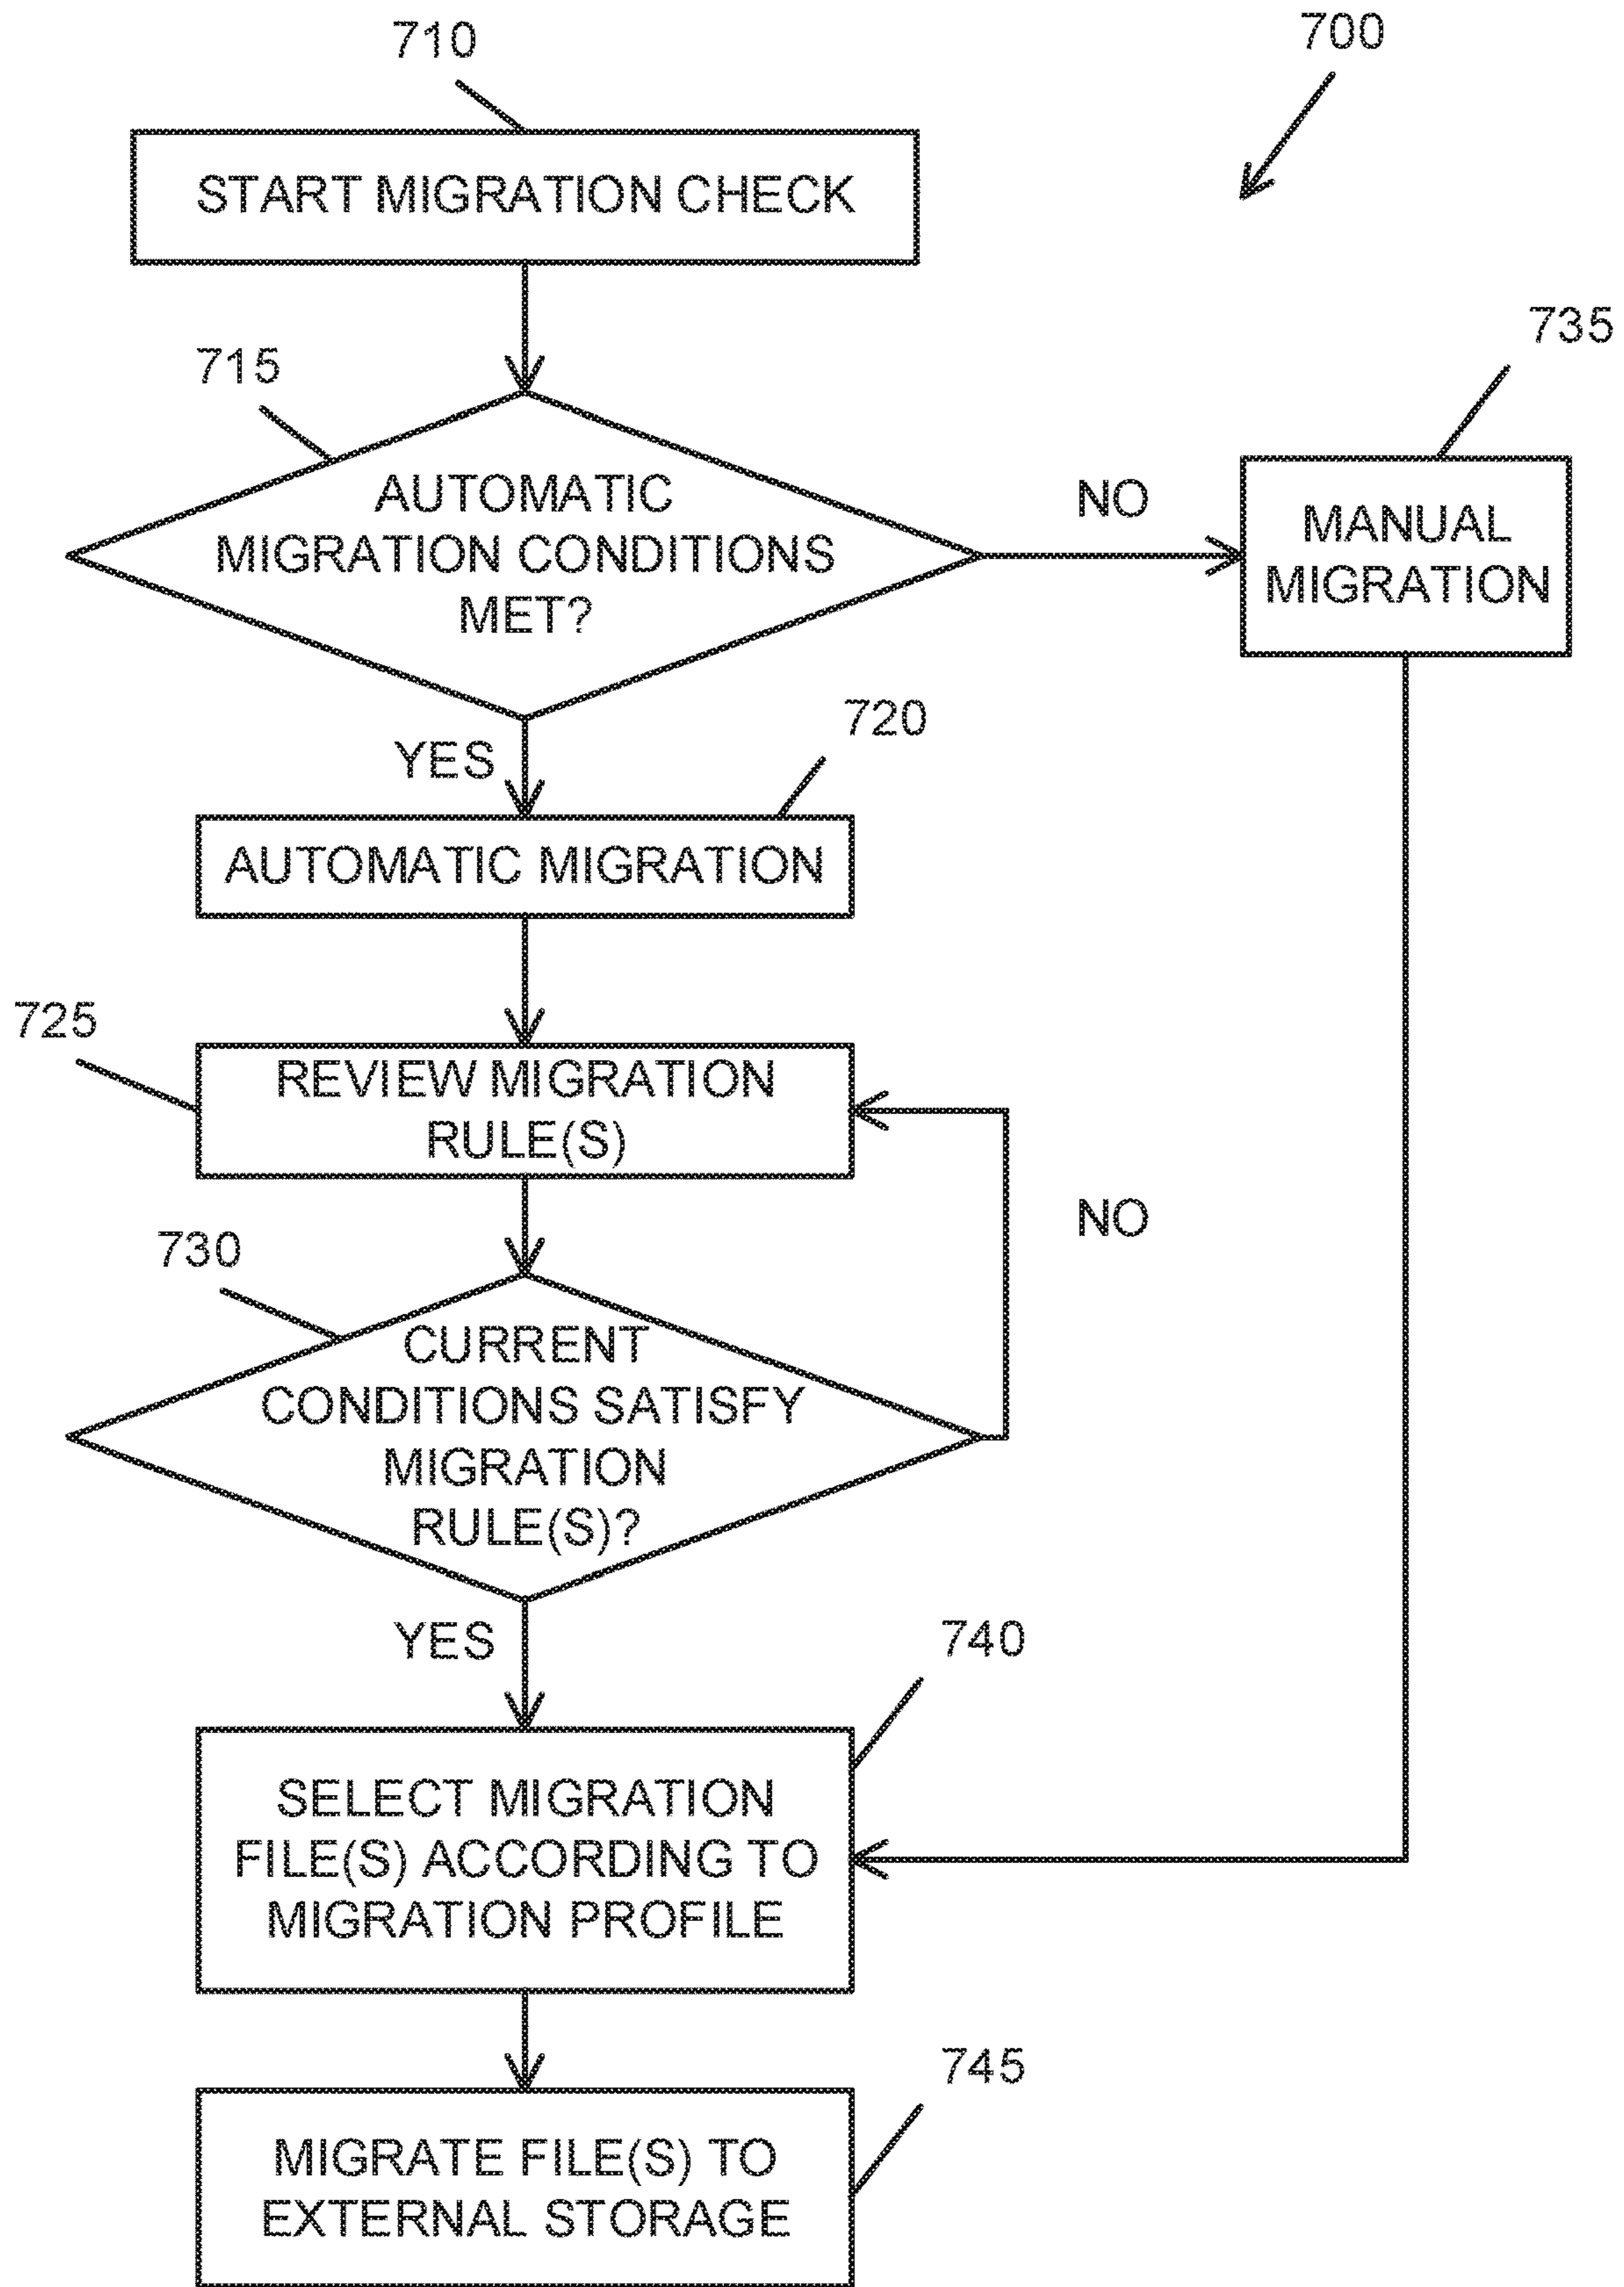 710
700
START MIGRATION CHECK
735
715
AUTOMATIC
MIGRATION CONDITIONS
MET?
NO
MANUAL
MIGRATION
YES
720
AUTOMATIC MIGRATION
725
REVIEW MIGRATION
RULE(S)
NO
730
CURRENT
CONDITIONS SATISFY
MIGRATION
RULE(S)?
YES
740
SELECT MIGRATION
FILE(S) ACCORDING TO
MIGRATION PROFILE
745
MIGRATE FILE(S) TO
EXTERNAL STORAGE